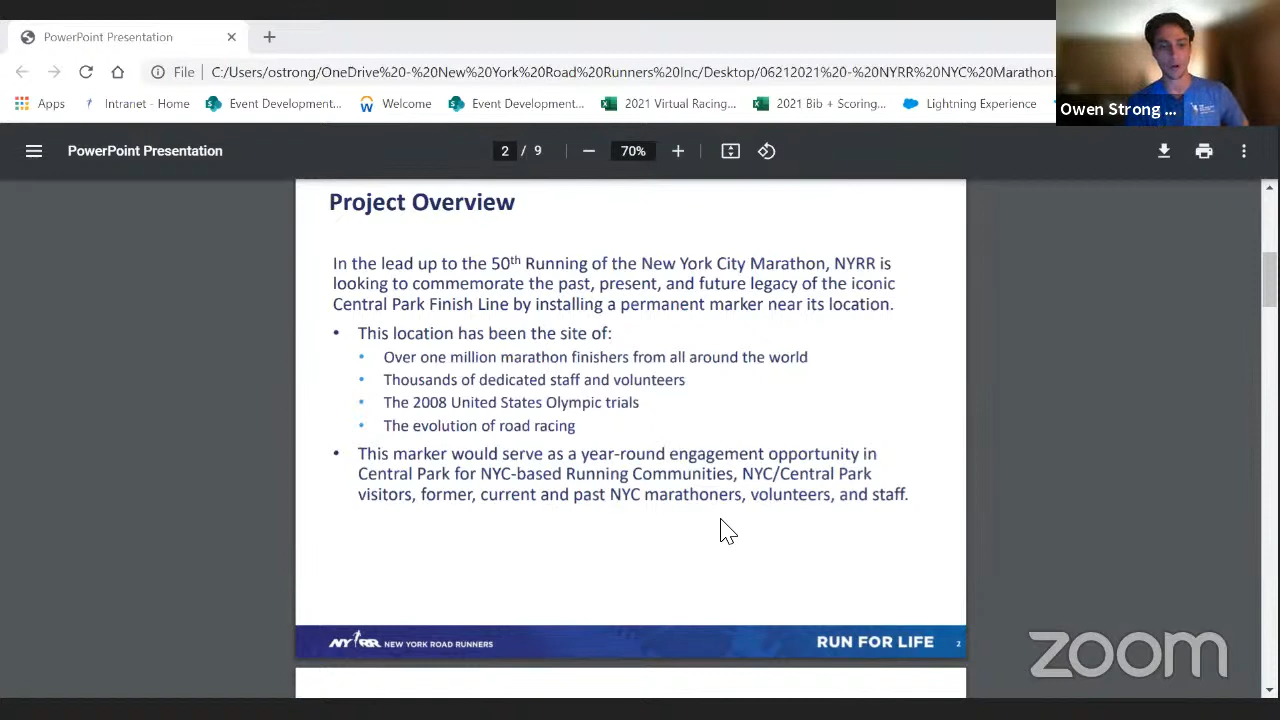 PowerPoint Presentation
File
C:/Users/ostrong/OneDrive%20-%20New%20York%20Road%20Runners%20Inc/Desktop/06212021%20-%20NYRR%20NYC%20Marathon.
Apps
Intranet - Home
Event Development...
Welcome
Event Development...
2021 Virtual Racing...
2021 Bib + Scoring...
Lightning Experience
Owen Strong ...
PowerPoint Presentation
2 / 9
70%
Project Overview
In the lead up to the 50th Running of the New York City Marathon, NYRR is
looking to commemorate the past, present, and future legacy of the iconic
Central Park Finish Line by installing a permanent marker near its location.
• This location has been the site of:
• Over one million marathon finishers from all around the world
• Thousands of dedicated staff and volunteers
• The 2008 United States Olympic trials
• The evolution of road racing
• This marker would serve as a year-round engagement opportunity in
Central Park for NYC-based Running Communities, NYC/Central Park
visitors, former, current and past NYC marathoners, volunteers, and staff.
NYRR NEW YORK ROAD RUNNERS
RUN FOR LIFE
2
zoom